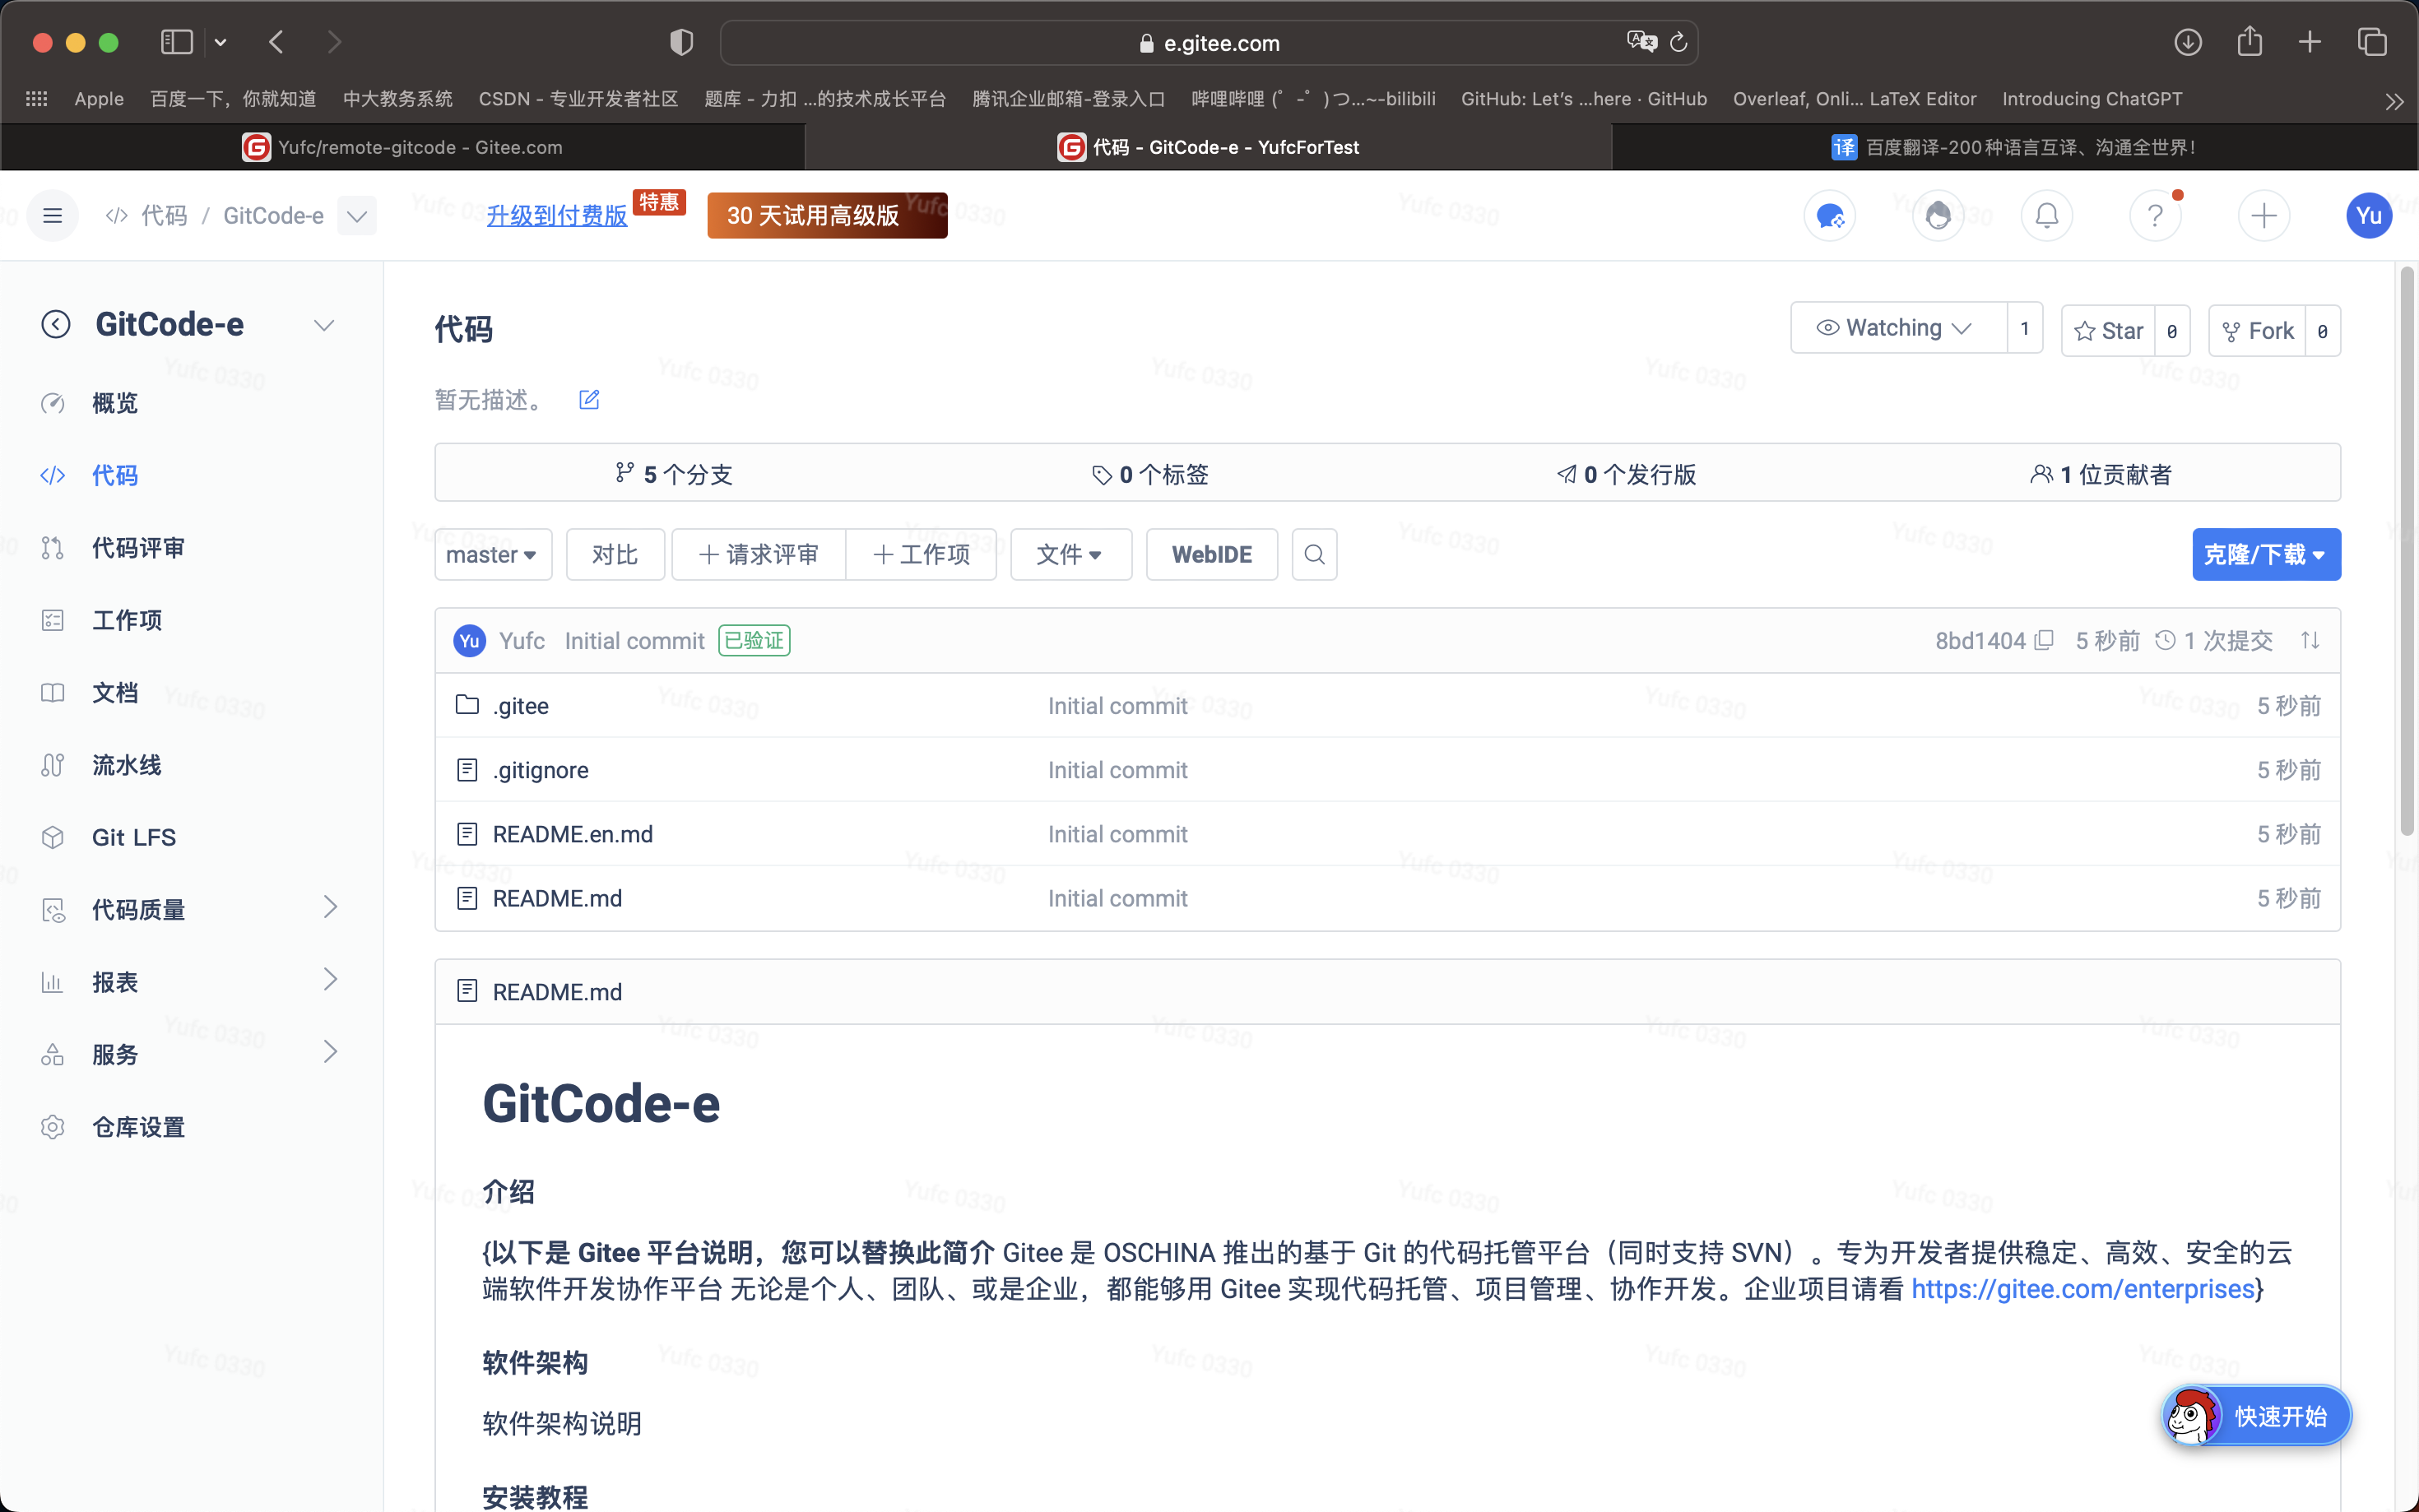 e.gitee.com
Apple 百度一下，你就知道 中大教务系统 CSDN - 专业开发者社区 题库 - 力扣 ...的技术成长平台 腾讯企业邮箱-登录入口 哔哩哔哩 (゜-゜)つ...~-bilibili GitHub: Let's ...here · GitHub Overleaf, Onli... LaTeX Editor Introducing ChatGPT
Yufc/remote-gitcode - Gitee.com 代码 - GitCode-e - YufcForTest 译 百度翻译-200种语言互译、沟通全世界！
代码 / GitCode-e 升级到付费版 特惠 30 天试用高级版 Yu
GitCode-e
概览
代码
代码评审
工作项
文档
流水线
Git LFS
代码质量
报表
服务
仓库设置
代码 Watching 1 Star 0 Fork 0
暂无描述。
5 个分支 0 个标签 0 个发行版 1 位贡献者
master 对比 请求评审 工作项 文件 WebIDE 克隆/下载
Yu Yufc Initial commit 已验证 8bd1404 5 秒前 1 次提交
.gitee Initial commit 5 秒前
.gitignore Initial commit 5 秒前
README.en.md Initial commit 5 秒前
README.md Initial commit 5 秒前
README.md
GitCode-e
介绍
{以下是 Gitee 平台说明，您可以替换此简介 Gitee 是 OSCHINA 推出的基于 Git 的代码托管平台（同时支持 SVN）。专为开发者提供稳定、高效、安全的云
端软件开发协作平台 无论是个人、团队、或是企业，都能够用 Gitee 实现代码托管、项目管理、协作开发。企业项目请看 https://gitee.com/enterprises}
软件架构
软件架构说明
安装教程
快速开始
Yufc 0330